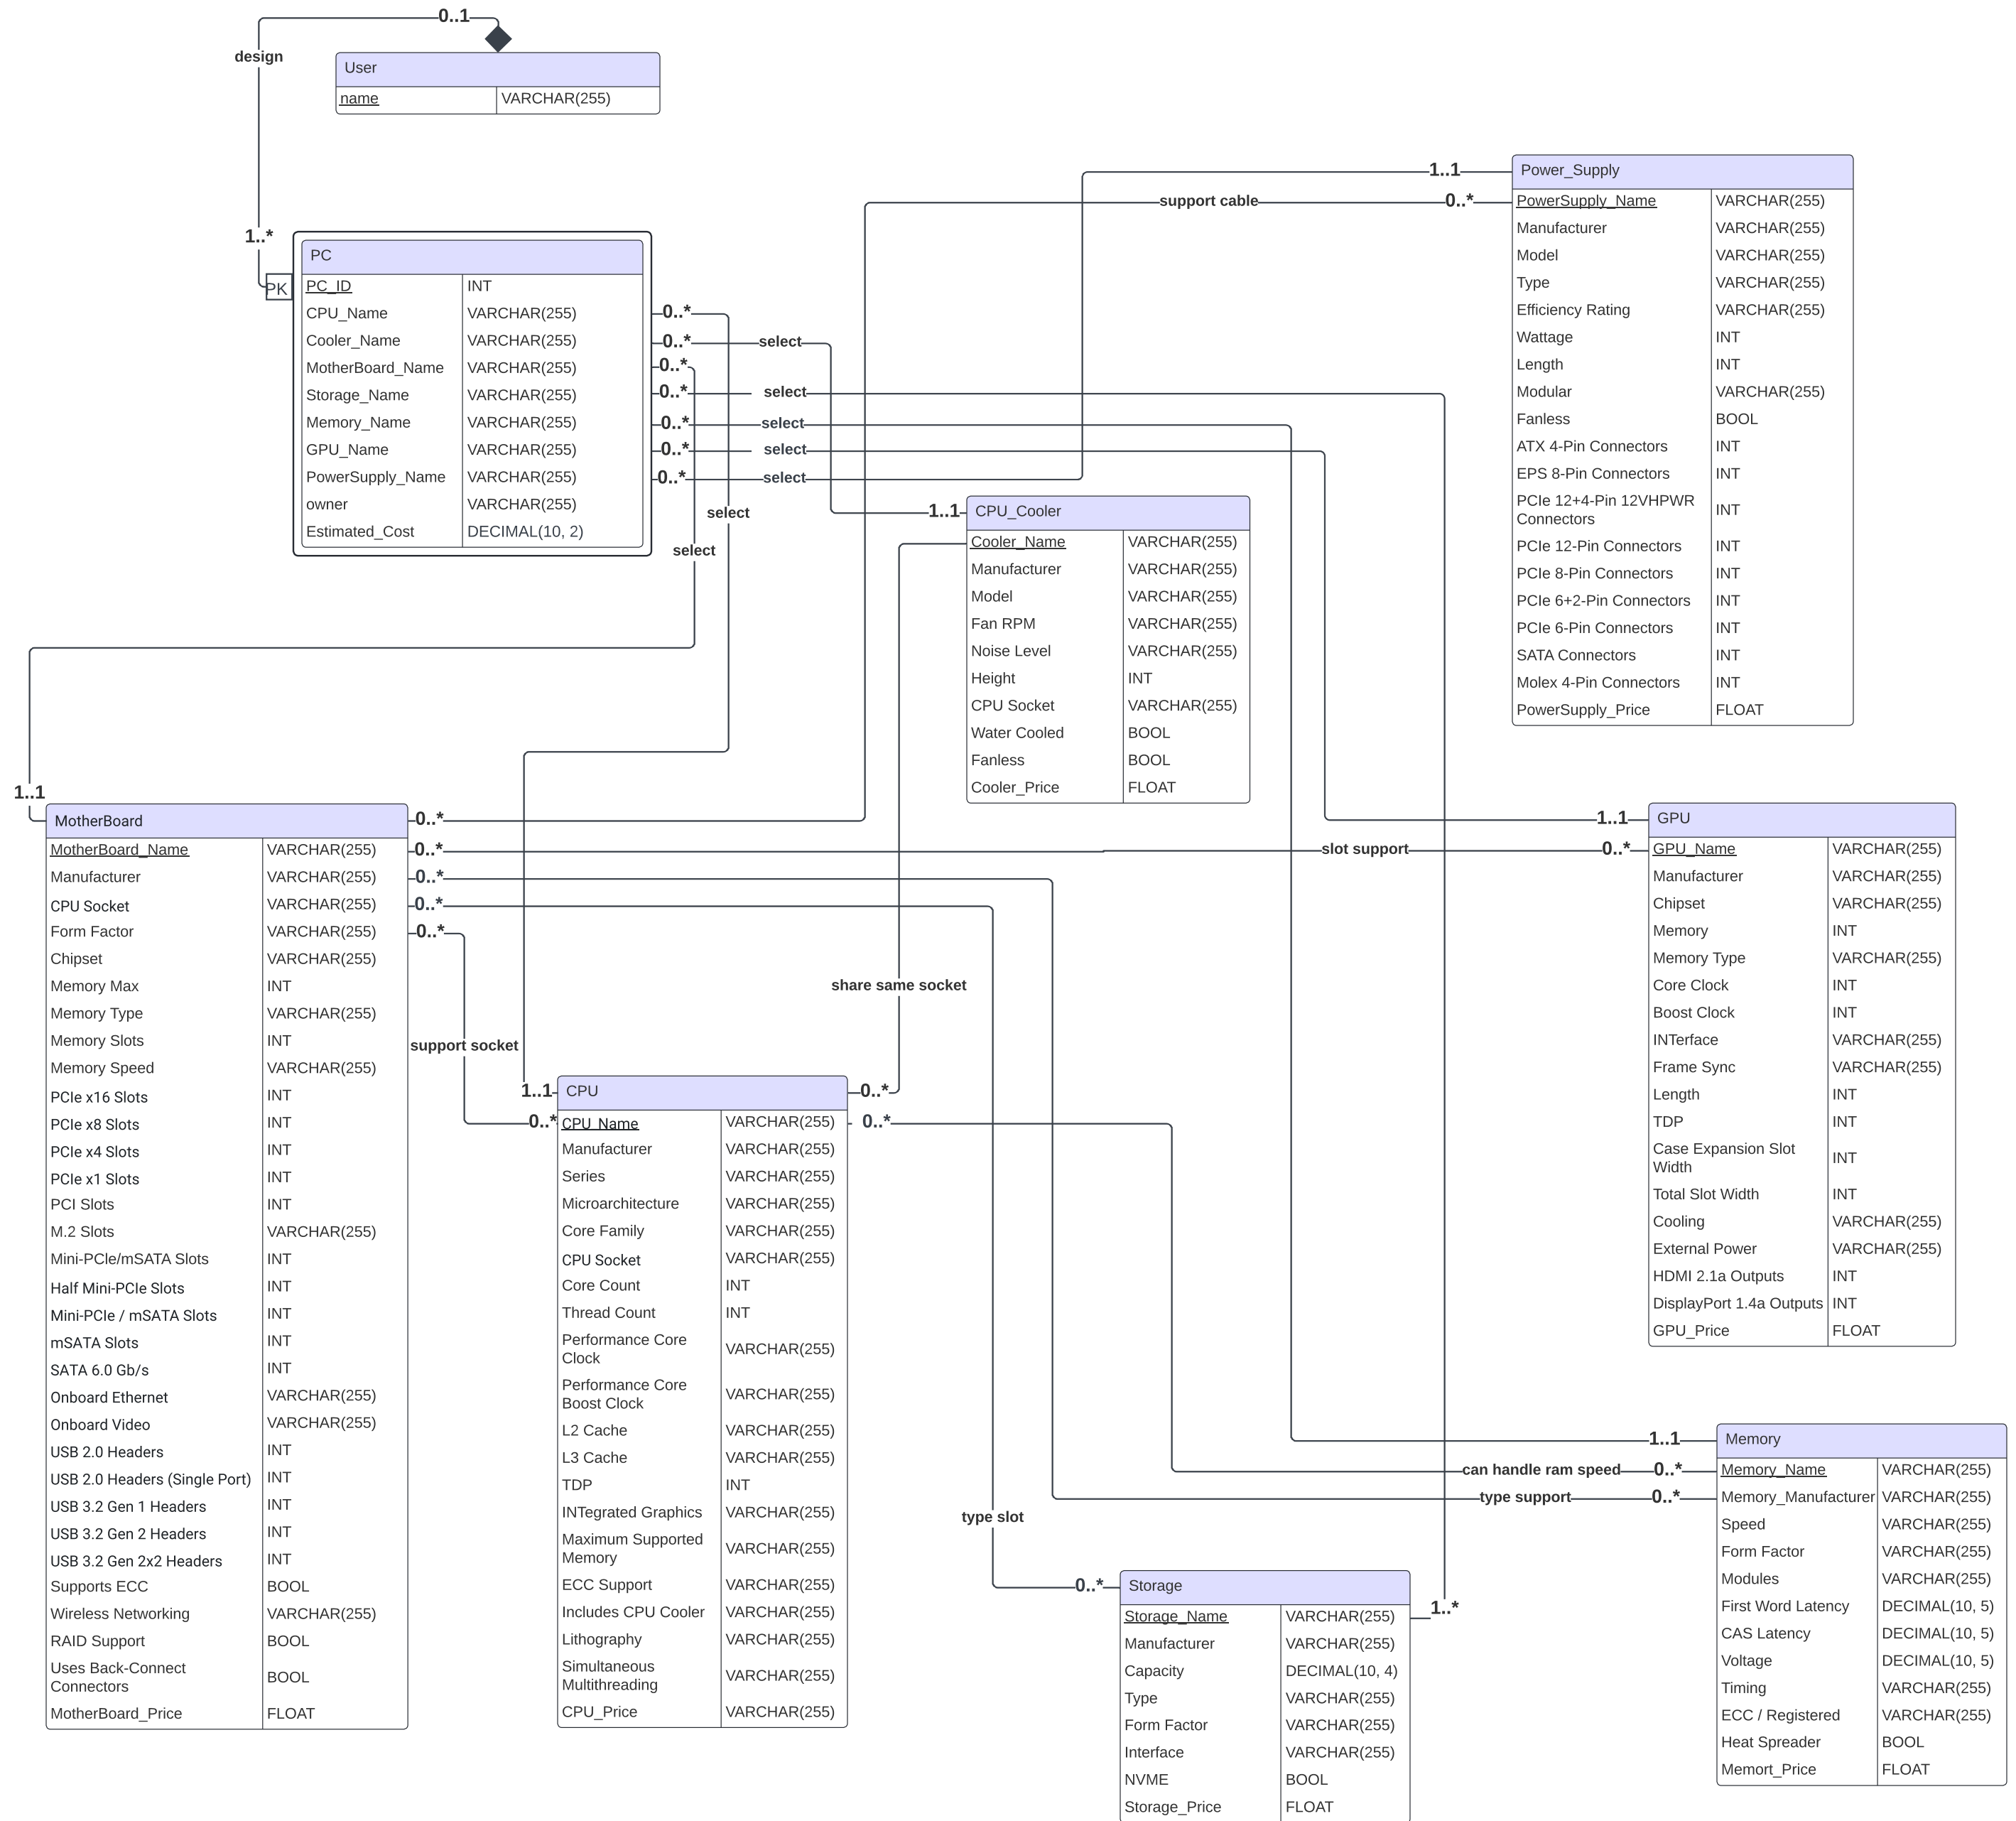 0..1
design
User
name VARCHAR(255)
1..*
PK
PC
PC_ID INT
CPU_Name VARCHAR(255)
Cooler_Name VARCHAR(255)
MotherBoard_Name VARCHAR(255)
Storage_Name VARCHAR(255)
Memory_Name VARCHAR(255)
GPU_Name VARCHAR(255)
PowerSupply_Name VARCHAR(255)
owner VARCHAR(255)
Estimated_Cost DECIMAL(10, 2)
0..*
0..* select
0..*
0..* select
0..* select
0..* select
0..* select
select
select
1..1
support cable 0..*
Power_Supply
PowerSupply_Name VARCHAR(255)
Manufacturer VARCHAR(255)
Model VARCHAR(255)
Type VARCHAR(255)
Efficiency Rating VARCHAR(255)
Wattage INT
Length INT
Modular VARCHAR(255)
Fanless BOOL
ATX 4-Pin Connectors INT
EPS 8-Pin Connectors INT
PCIe 12+4-Pin 12VHPWR
Connectors INT
PCIe 12-Pin Connectors INT
PCIe 8-Pin Connectors INT
PCIe 6+2-Pin Connectors INT
PCIe 6-Pin Connectors INT
SATA Connectors INT
Molex 4-Pin Connectors INT
PowerSupply_Price FLOAT
1..1
CPU_Cooler
Cooler_Name VARCHAR(255)
Manufacturer VARCHAR(255)
Model VARCHAR(255)
Fan RPM VARCHAR(255)
Noise Level VARCHAR(255)
Height INT
CPU Socket VARCHAR(255)
Water Cooled BOOL
Fanless BOOL
Cooler_Price FLOAT
1..1
MotherBoard
MotherBoard_Name VARCHAR(255)
Manufacturer VARCHAR(255)
CPU Socket VARCHAR(255)
Form Factor VARCHAR(255)
Chipset VARCHAR(255)
Memory Max INT
Memory Type VARCHAR(255)
Memory Slots INT
Memory Speed VARCHAR(255)
PCIe x16 Slots INT
PCIe x8 Slots INT
PCIe x4 Slots INT
PCIe x1 Slots INT
PCI Slots INT
M.2 Slots VARCHAR(255)
Mini-PCIe/mSATA Slots INT
Half Mini-PCIe Slots INT
Mini-PCIe / mSATA Slots INT
mSATA Slots INT
SATA 6.0 Gb/s INT
Onboard Ethernet VARCHAR(255)
Onboard Video VARCHAR(255)
USB 2.0 Headers INT
USB 2.0 Headers (Single Port) INT
USB 3.2 Gen 1 Headers INT
USB 3.2 Gen 2 Headers INT
USB 3.2 Gen 2x2 Headers INT
Supports ECC BOOL
Wireless Networking VARCHAR(255)
RAID Support BOOL
Uses Back-Connect
Connectors BOOL
MotherBoard_Price FLOAT
0..*
0..* slot support 0..*
0..*
0..*
0..*
share same socket
support socket
1..1
0..*
CPU
CPU_Name VARCHAR(255)
Manufacturer VARCHAR(255)
Series VARCHAR(255)
Microarchitecture VARCHAR(255)
Core Family VARCHAR(255)
CPU Socket VARCHAR(255)
Core Count INT
Thread Count INT
Performance Core
Clock VARCHAR(255)
Performance Core
Boost Clock VARCHAR(255)
L2 Cache VARCHAR(255)
L3 Cache VARCHAR(255)
TDP INT
INTegrated Graphics VARCHAR(255)
Maximum Supported
Memory VARCHAR(255)
ECC Support VARCHAR(255)
Includes CPU Cooler VARCHAR(255)
Lithography VARCHAR(255)
Simultaneous
Multithreading VARCHAR(255)
CPU_Price VARCHAR(255)
0..*
0..*
1..1
GPU
GPU_Name VARCHAR(255)
Manufacturer VARCHAR(255)
Chipset VARCHAR(255)
Memory INT
Memory Type VARCHAR(255)
Core Clock INT
Boost Clock INT
INTerface VARCHAR(255)
Frame Sync VARCHAR(255)
Length INT
TDP INT
Case Expansion Slot
Width INT
Total Slot Width INT
Cooling VARCHAR(255)
External Power VARCHAR(255)
HDMI 2.1a Outputs INT
DisplayPort 1.4a Outputs INT
GPU_Price FLOAT
1..1
can handle ram speed 0..*
type support 0..*
Memory
Memory_Name VARCHAR(255)
Memory_Manufacturer VARCHAR(255)
Speed VARCHAR(255)
Form Factor VARCHAR(255)
Modules VARCHAR(255)
First Word Latency DECIMAL(10, 5)
CAS Latency DECIMAL(10, 5)
Voltage DECIMAL(10, 5)
Timing VARCHAR(255)
ECC / Registered VARCHAR(255)
Heat Spreader BOOL
Memort_Price FLOAT
type slot
0..*
1..*
Storage
Storage_Name VARCHAR(255)
Manufacturer VARCHAR(255)
Capacity DECIMAL(10, 4)
Type VARCHAR(255)
Form Factor VARCHAR(255)
Interface VARCHAR(255)
NVME BOOL
Storage_Price FLOAT